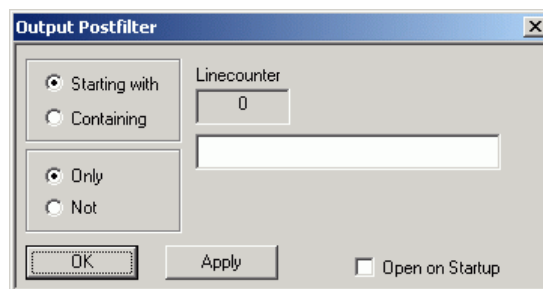 Output Postfilter
Starting with
Containing
Linecounter
0
Only
Not
OK
Apply
Open on Startup